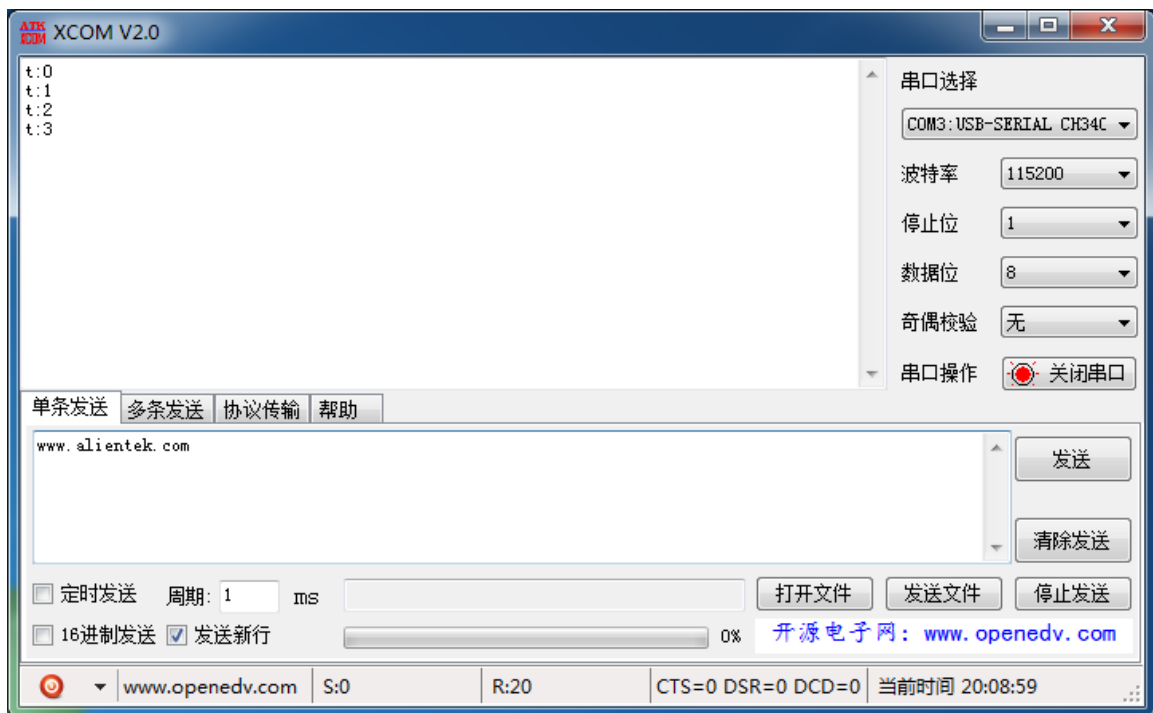 ATK XCOM XCOM V2.0
t:0
t:1
t:2
t:3
串口选择
COM3:USB-SERIAL CH34C
波特率 115200
停止位 1
数据位 8
奇偶校验 无
串口操作 关闭串口
单条发送 多条发送 协议传输 帮助
www.alientek.com
发送
清除发送
定时发送 周期: 1 ms 打开文件 发送文件 停止发送
16进制发送 发送新行 0% 开源电子网: www.openedv.com
www.openedv.com S:0 R:20 CTS=0 DSR=0 DCD=0 当前时间 20:08:59